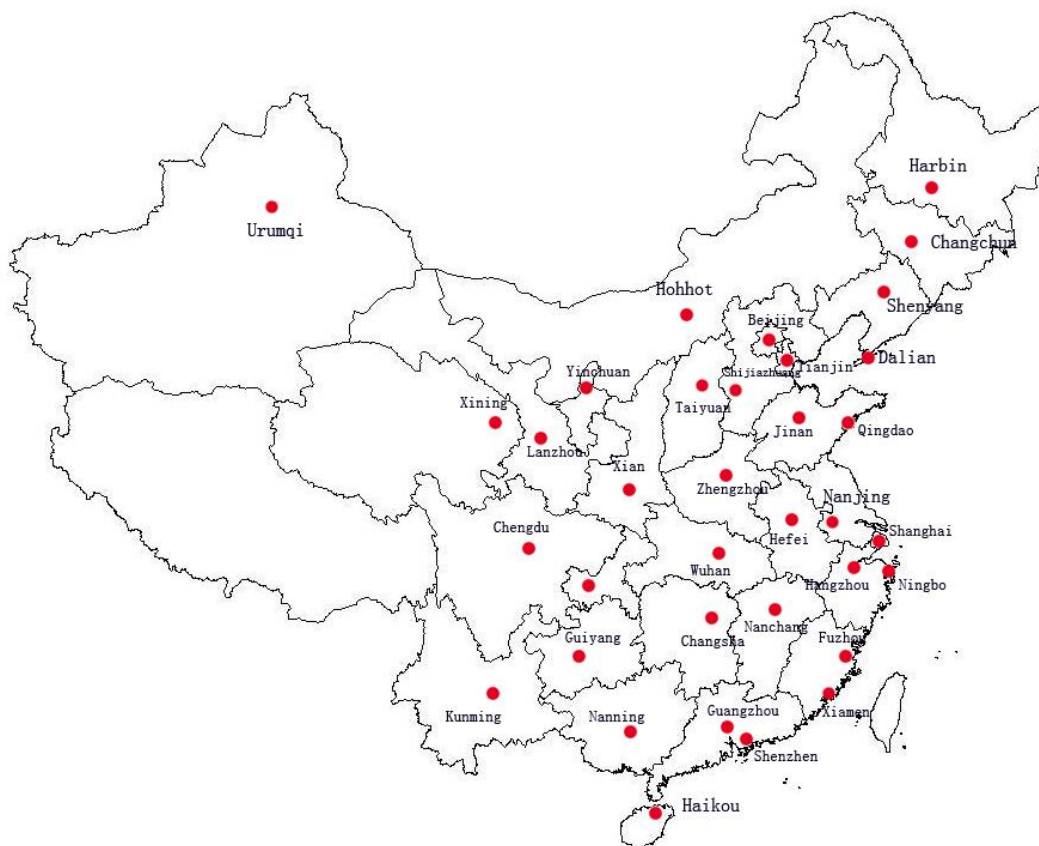 Harbin
Urumqi
Changchun
Hohhot
Shenyang
Beijing
Dalian
Tianjin
Yinchuan
Shijiazhuang
Xining
Taiyuan
Jinan
Qingdao
Lanzhou
Xian
Zhengzhou
Nanjing
Chengdu
Shanghai
Hefei
Wuhan
Hangzhou
Ningbo
Nanchang
Guiyang
Changsha
Fuzhou
Kunming
Nanning
Guangzhou
Xiamen
Shenzhen
Haikou